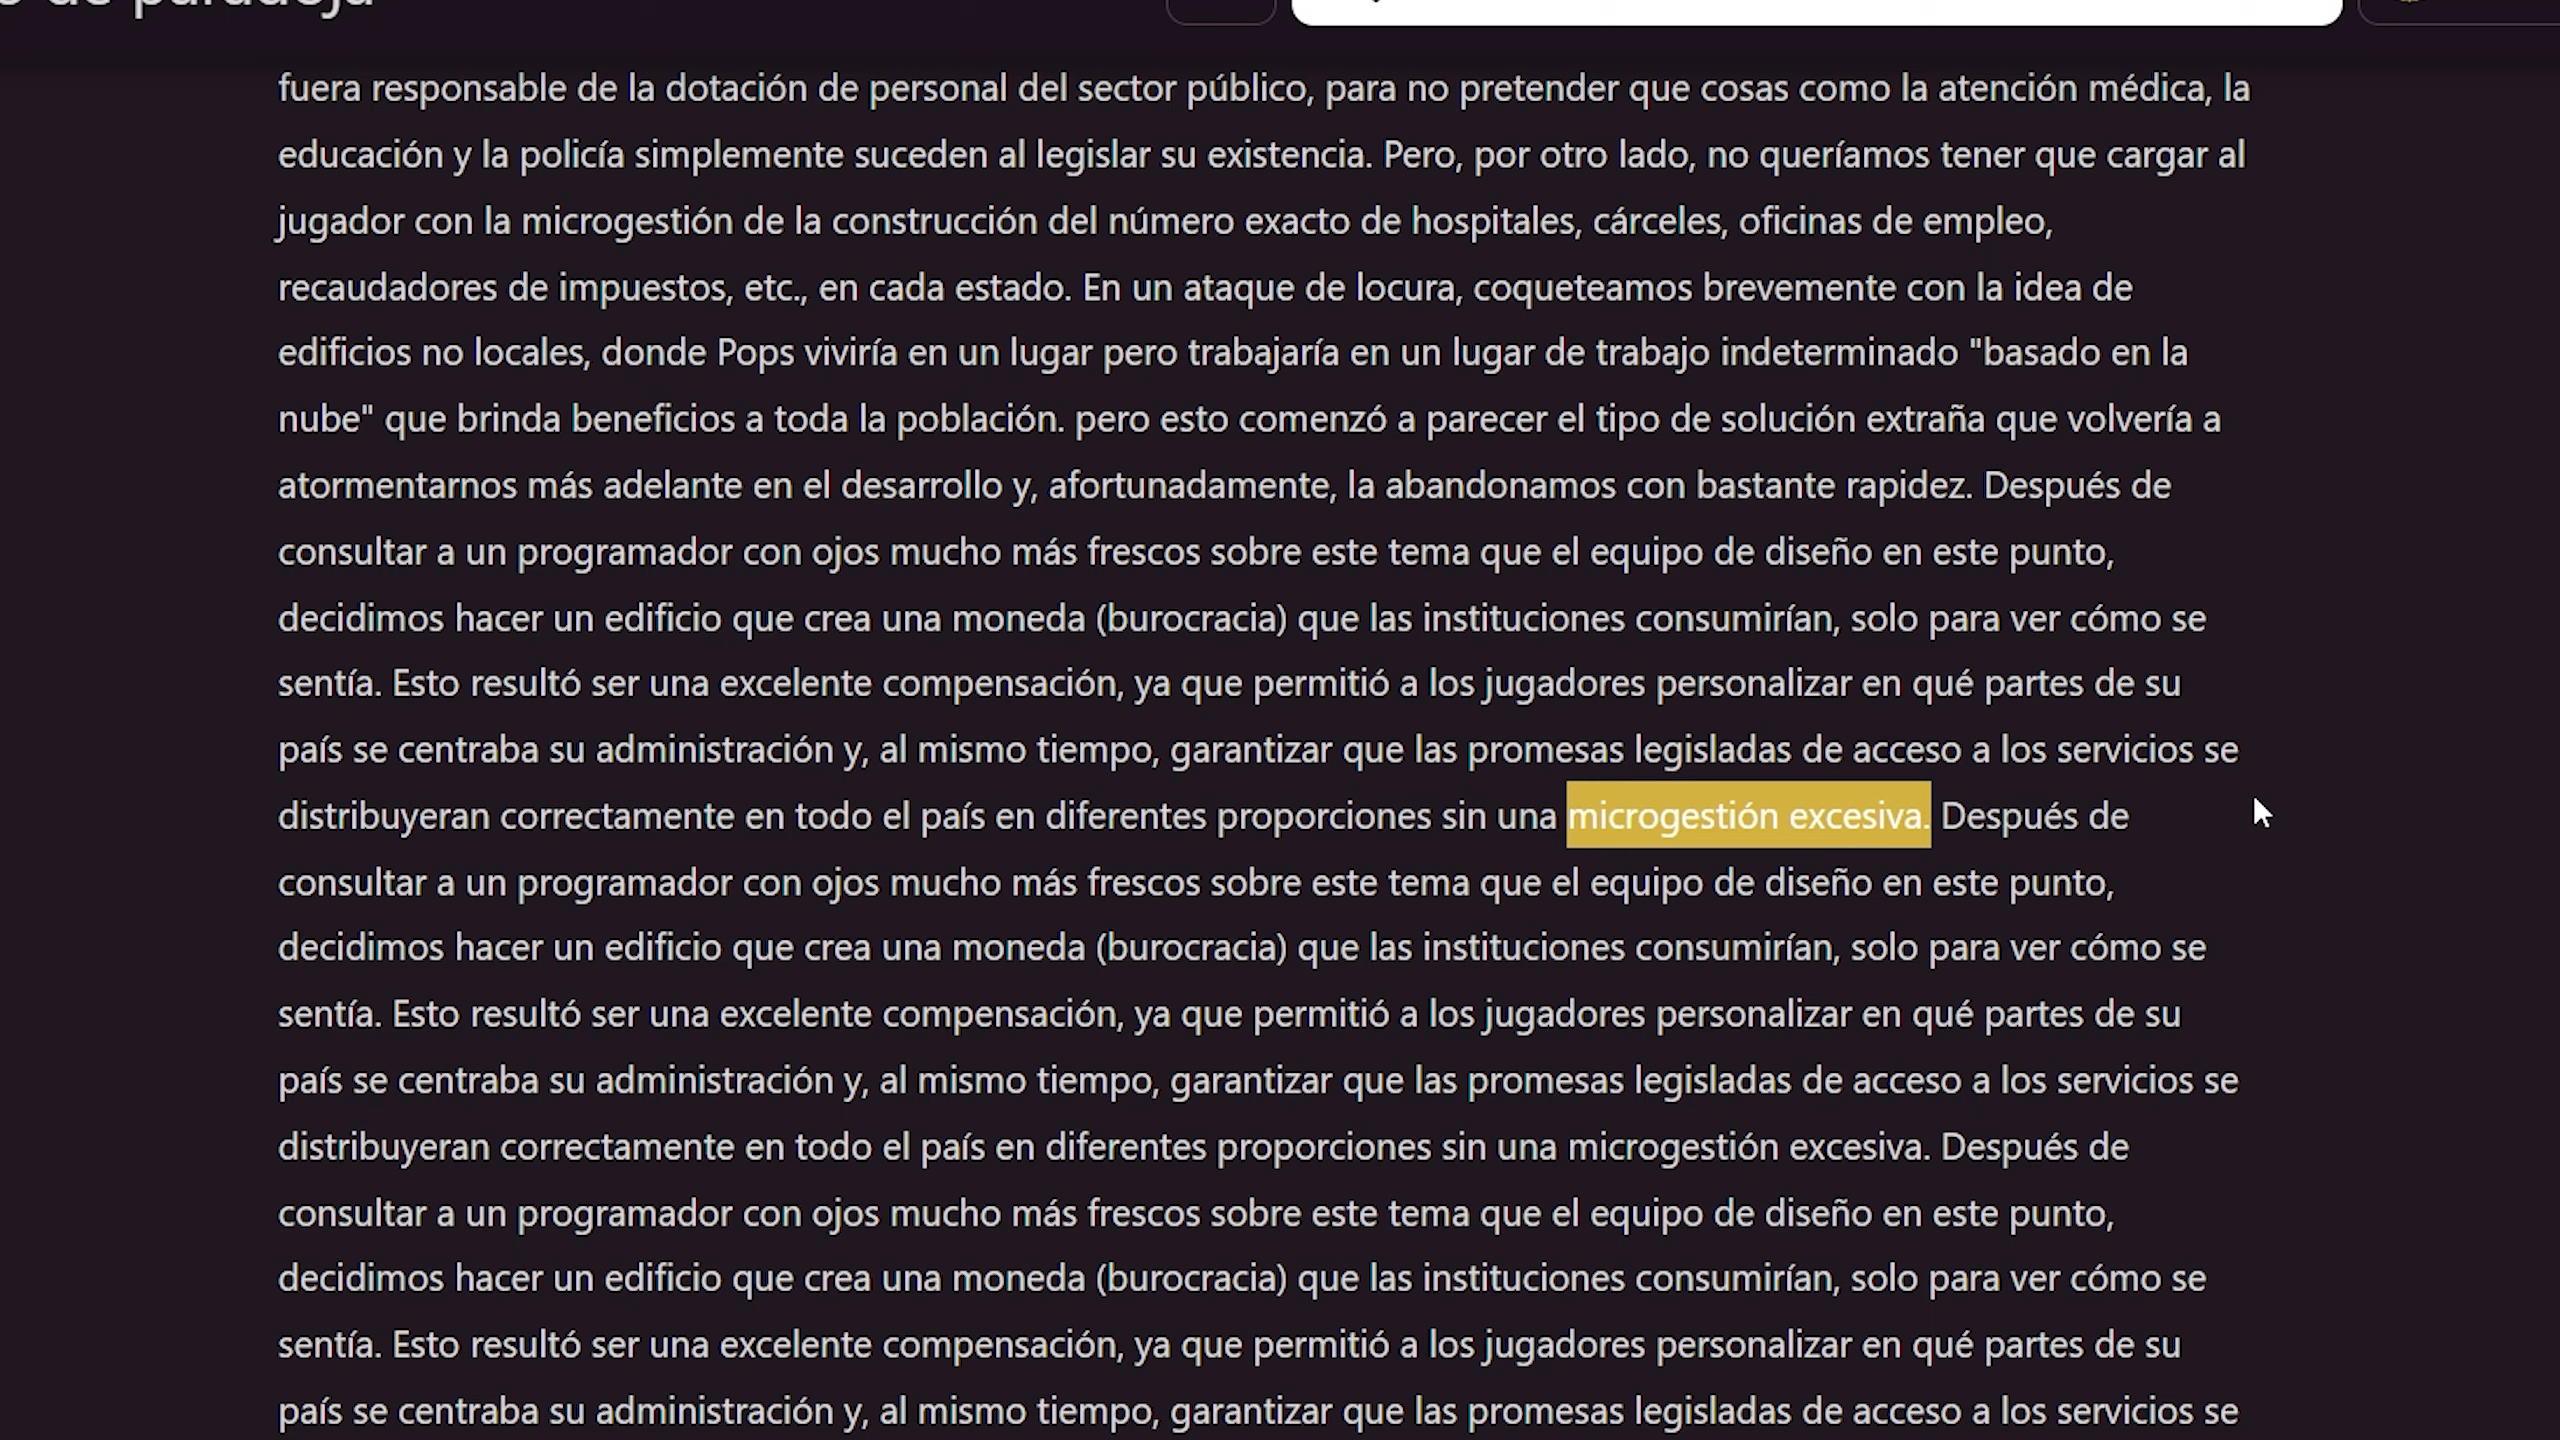 fuera responsable de la dotación de personal del sector público, para no pretender que cosas como la atención médica, la
educación y la policía simplemente suceden al legislar su existencia. Pero, por otro lado, no queríamos tener que cargar al
jugador con la microgestión de la construcción del número exacto de hospitales, cárceles, oficinas de empleo,
recaudadores de impuestos, etc., en cada estado. En un ataque de locura, coqueteamos brevemente con la idea de
edificios no locales, donde Pops viviría en un lugar pero trabajaría en un lugar de trabajo indeterminado "basado en la
nube" que brinda beneficios a toda la población. pero esto comenzó a parecer el tipo de solución extraña que volvería a
atormentarnos más adelante en el desarrollo y, afortunadamente, la abandonamos con bastante rapidez. Después de
consultar a un programador con ojos mucho más frescos sobre este tema que el equipo de diseño en este punto,
decidimos hacer un edificio que crea una moneda (burocracia) que las instituciones consumirían, solo para ver cómo se
sentía. Esto resultó ser una excelente compensación, ya que permitió a los jugadores personalizar en qué partes de su
país se centraba su administración y, al mismo tiempo, garantizar que las promesas legisladas de acceso a los servicios se
distribuyeran correctamente en todo el país en diferentes proporciones sin una microgestión excesiva. Después de
consultar a un programador con ojos mucho más frescos sobre este tema que el equipo de diseño en este punto,
decidimos hacer un edificio que crea una moneda (burocracia) que las instituciones consumirían, solo para ver cómo se
sentía. Esto resultó ser una excelente compensación, ya que permitió a los jugadores personalizar en qué partes de su
país se centraba su administración y, al mismo tiempo, garantizar que las promesas legisladas de acceso a los servicios se
distribuyeran correctamente en todo el país en diferentes proporciones sin una microgestión excesiva. Después de
consultar a un programador con ojos mucho más frescos sobre este tema que el equipo de diseño en este punto,
decidimos hacer un edificio que crea una moneda (burocracia) que las instituciones consumirían, solo para ver cómo se
sentía. Esto resultó ser una excelente compensación, ya que permitió a los jugadores personalizar en qué partes de su
país se centraba su administración y, al mismo tiempo, garantizar que las promesas legisladas de acceso a los servicios se